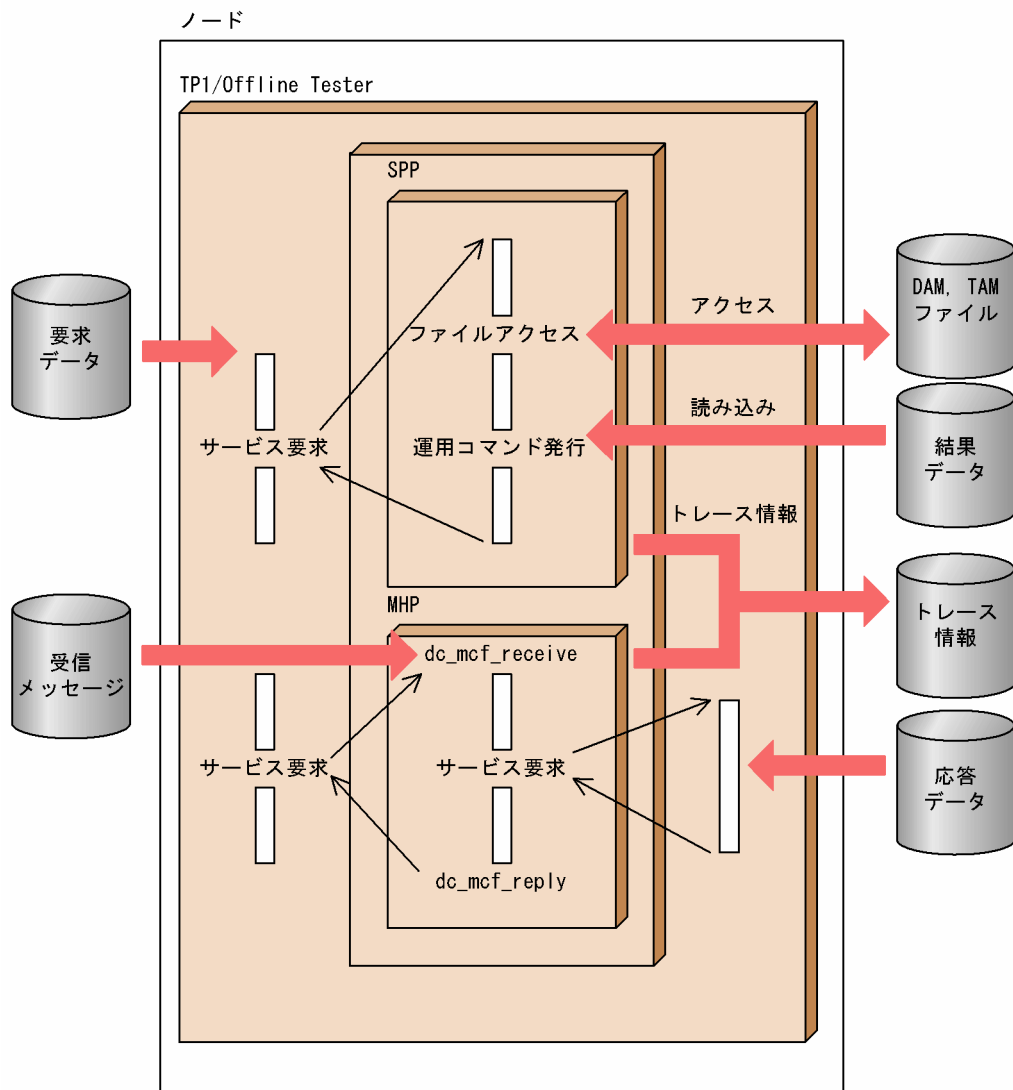 ノード
TP1/Offline Tester
SPP
要求
データ
サービス要求
ファイルアクセス
運用コマンド発行
アクセス
読み込み
DAM, TAM
ファイル
結果
データ
トレース情報
トレース
情報
MHP
受信
メッセージ
dc_mcf_receive
サービス要求
サービス要求
dc_mcf_reply
応答
データ